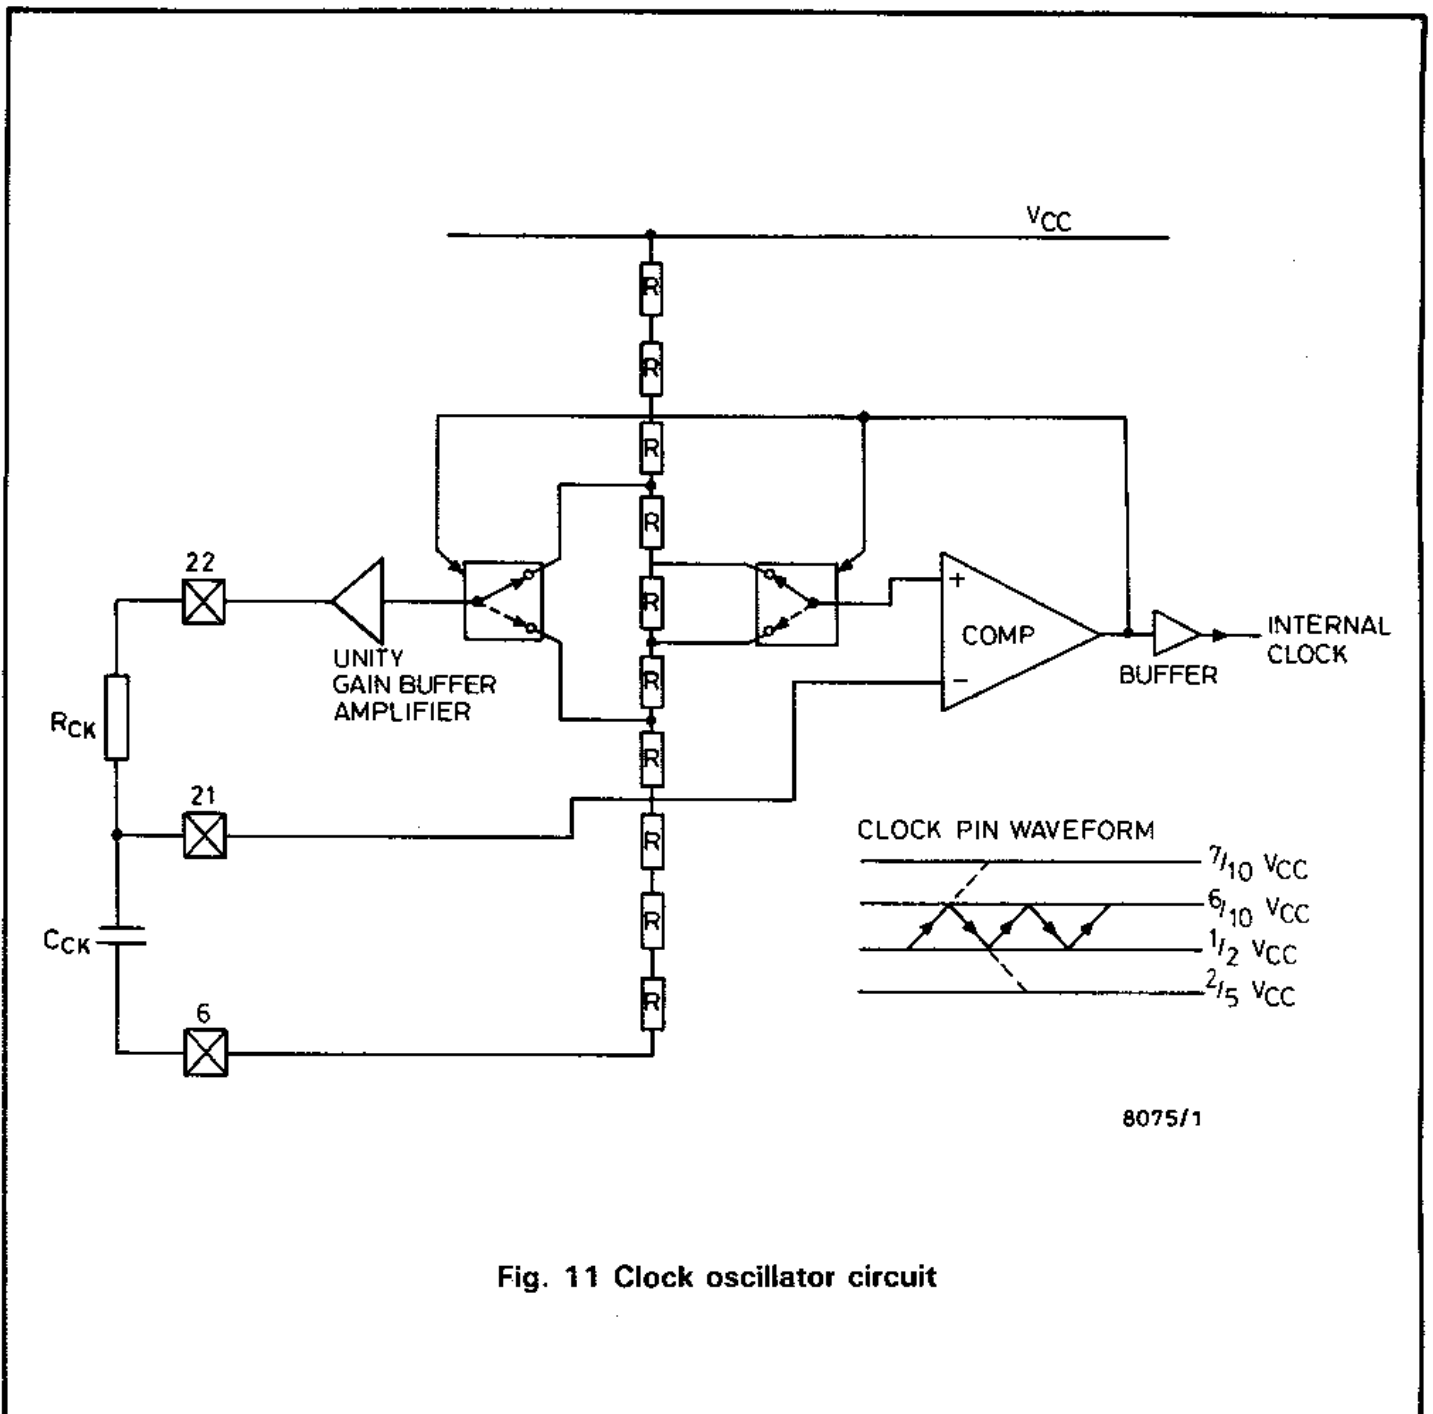 VCC
R
R
R
R
R
R
R
R
R
R
22
UNITY
GAIN BUFFER
AMPLIFIER
+
COMP
−
BUFFER
INTERNAL
CLOCK
RCK
21
CCK
6
CLOCK PIN WAVEFORM
7/10 VCC
6/10 VCC
1/2 VCC
2/5 VCC
8075/1
Fig. 11 Clock oscillator circuit